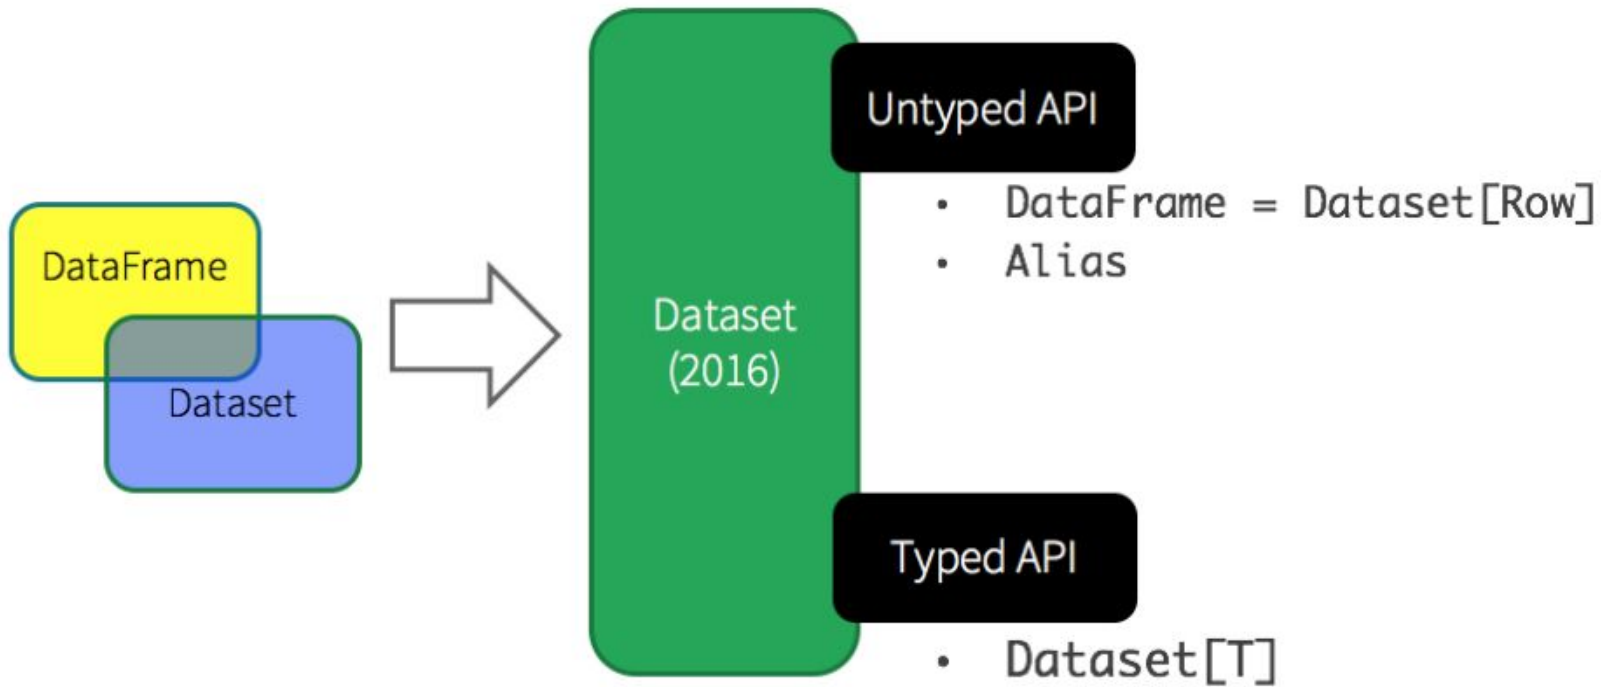 DataFrame
Dataset
Dataset
(2016)
Untyped API
• DataFrame = Dataset[Row]
• Alias
Typed API
• Dataset[T]